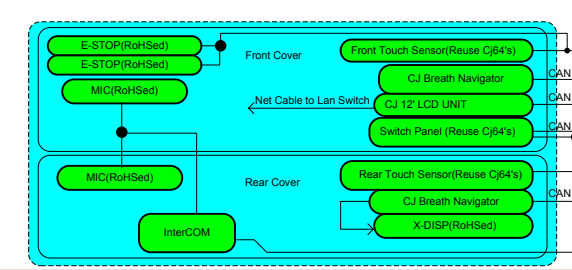 E-STOP(RoHSed)
E-STOP(RoHSed)
MIC(RoHSed)
Front Cover
Front Touch Sensor(Reuse Cj64's)
CJ Breath Navigator
CAN
Net Cable to Lan Switch
CJ 12' LCD UNIT
CAN
Switch Panel (Reuse Cj64's)
CAN
MIC(RoHSed)
Rear Cover
Rear Touch Sensor(Reuse Cj64's)
CJ Breath Navigator
CAN
X-DISP(RoHSed)
InterCOM